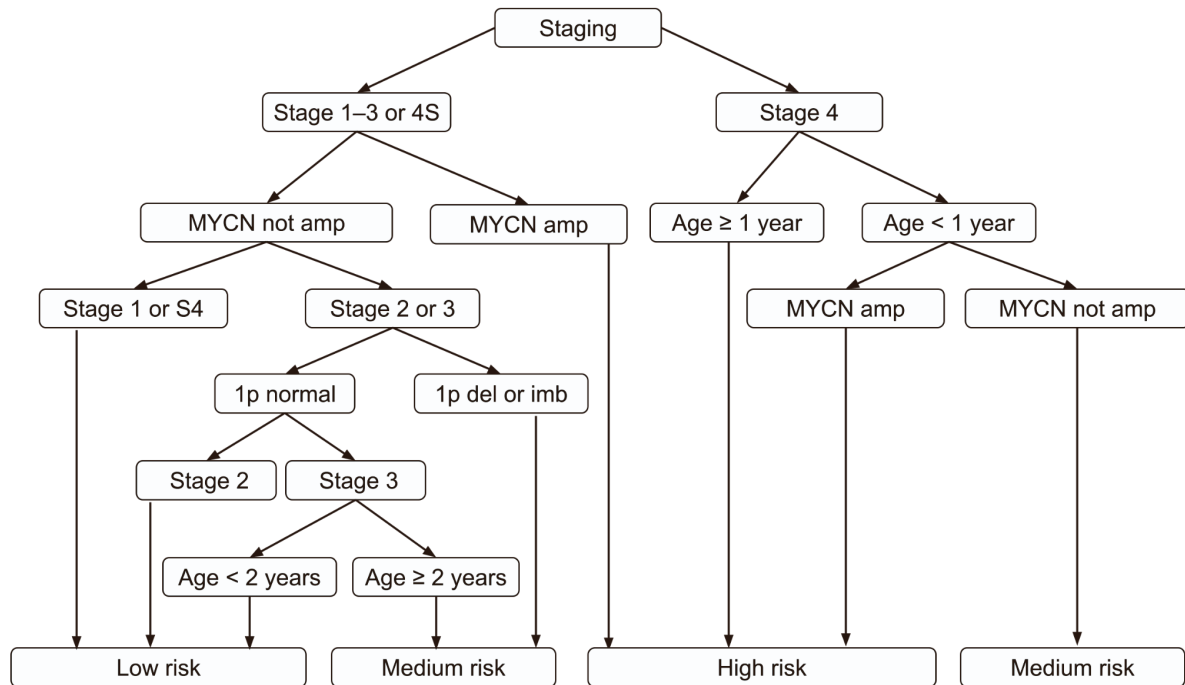 Staging
Stage 1–3 or 4S
Stage 4
MYCN not amp
MYCN amp
Age ≥ 1 year
Age < 1 year
Stage 1 or S4
Stage 2 or 3
MYCN amp
MYCN not amp
1p normal
1p del or imb
Stage 2
Stage 3
Age < 2 years
Age ≥ 2 years
Low risk
Medium risk
High risk
Medium risk